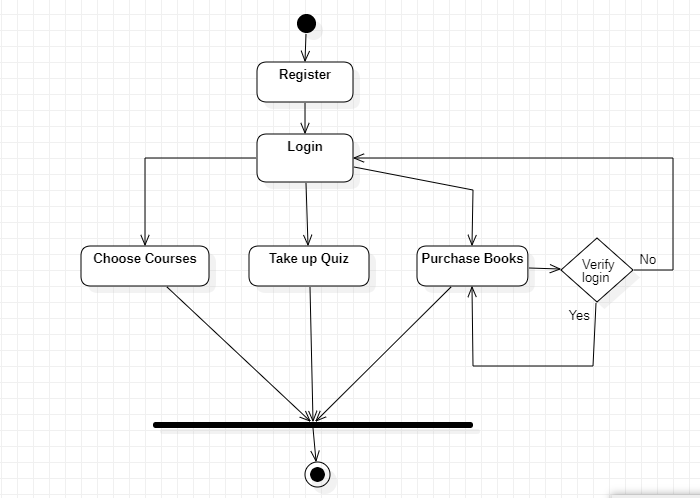 Register
Login
Choose Courses
Take up Quiz
Purchase Books
Verify
login
No
Yes